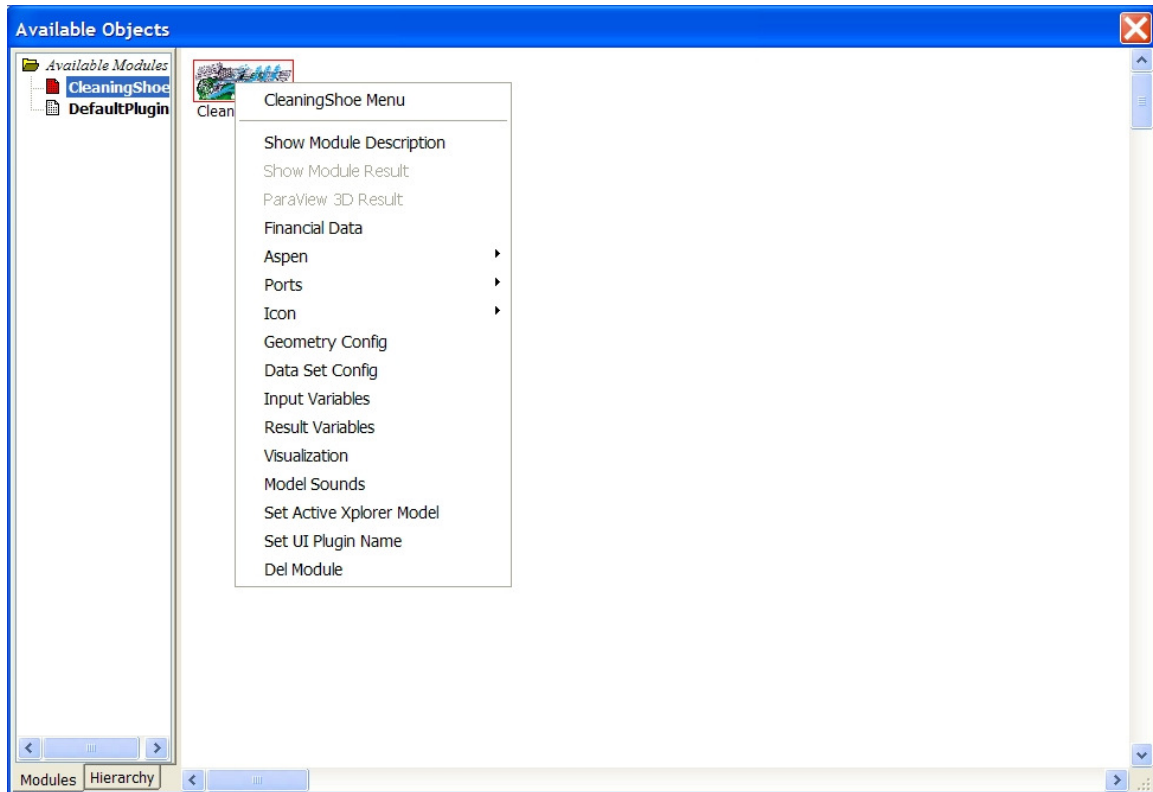 Available Objects
Available Modules
CleaningShoe
DefaultPlugin
Clean
CleaningShoe Menu
Show Module Description
Show Module Result
ParaView 3D Result
Financial Data
Aspen
Ports
Icon
Geometry Config
Data Set Config
Input Variables
Result Variables
Visualization
Model Sounds
Set Active Xplorer Model
Set UI Plugin Name
Del Module
Modules Hierarchy